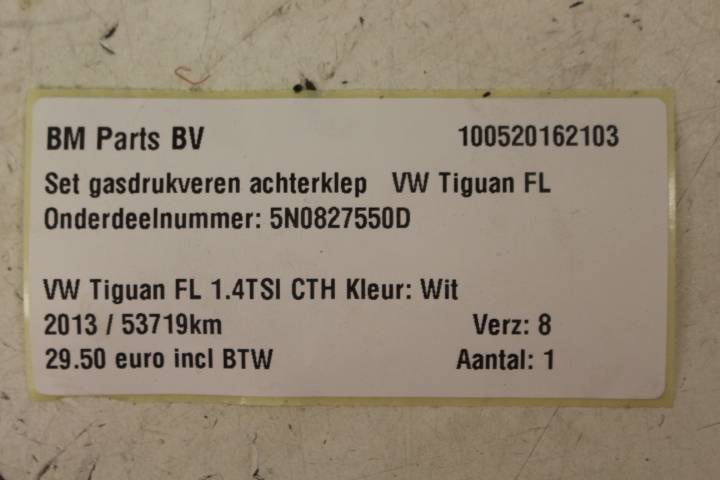 BM Parts BV 100520162103
Set gasdrukveren achterklep VW Tiguan FL
Onderdeelnummer: 5N0827550D
VW Tiguan FL 1.4TSI CTH Kleur: Wit
2013 / 53719km Verz: 8
29.50 euro incl BTW Aantal: 1